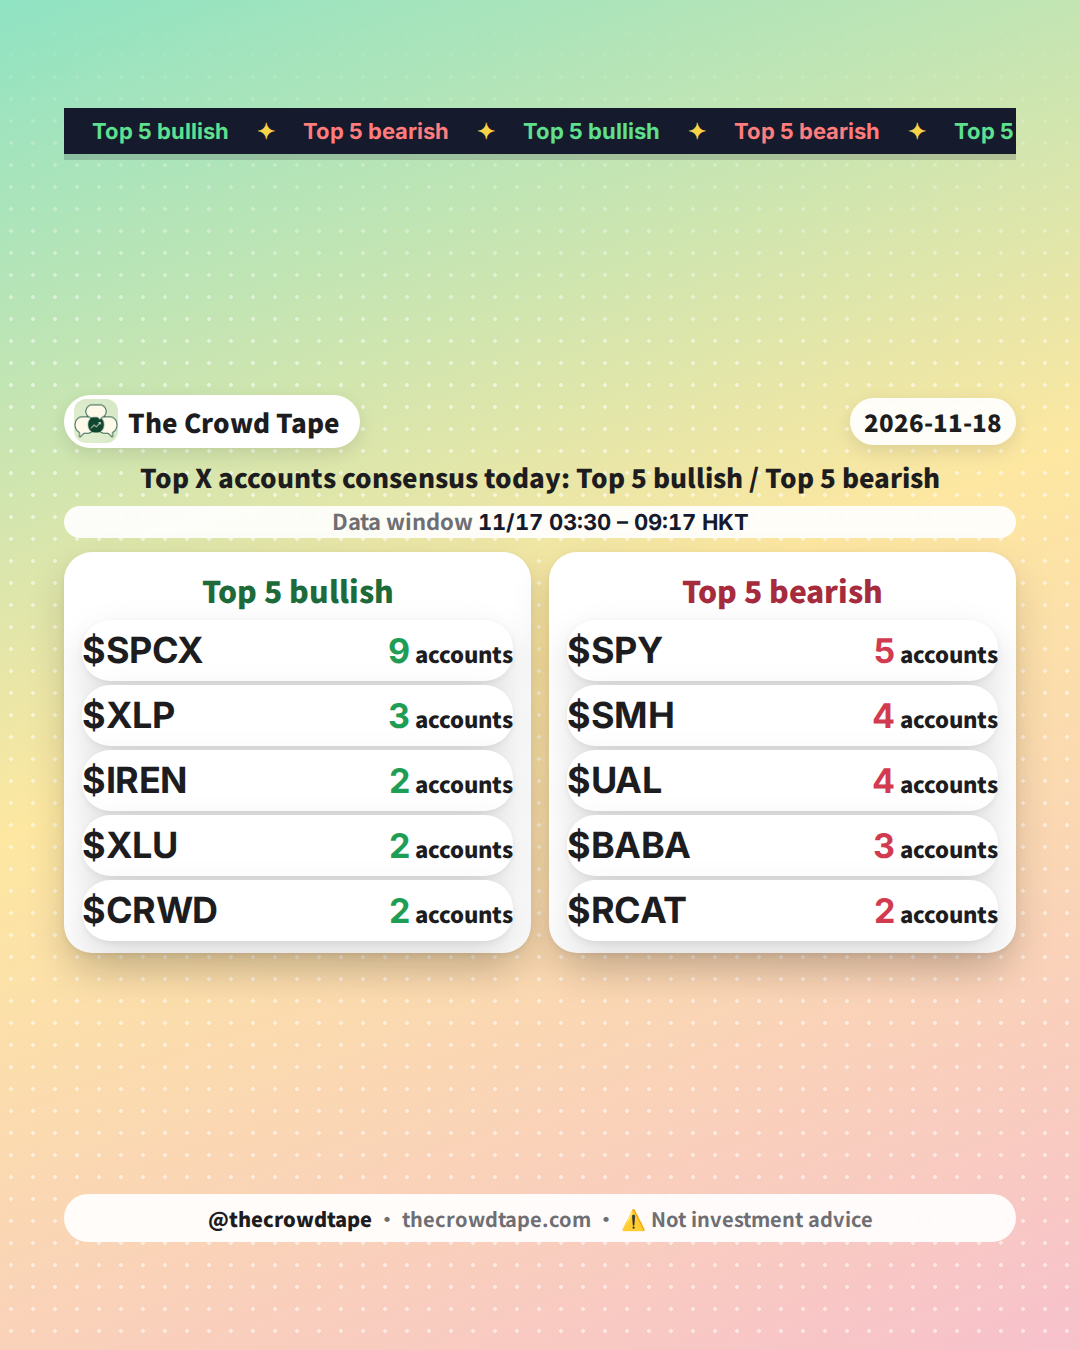 Top 5 bullish ✦ Top 5 bearish ✦ Top 5 bullish ✦ Top 5 bearish ✦ Top 5
The Crowd Tape
2026-11-18
Top X accounts consensus today: Top 5 bullish / Top 5 bearish
Data window 11/17 03:30 – 09:17 HKT
Top 5 bullish
$SPCX 9 accounts
$XLP 3 accounts
$IREN 2 accounts
$XLU 2 accounts
$CRWD 2 accounts
Top 5 bearish
$SPY 5 accounts
$SMH 4 accounts
$UAL 4 accounts
$BABA 3 accounts
$RCAT 2 accounts
@thecrowdtape • thecrowdtape.com • ⚠️ Not investment advice